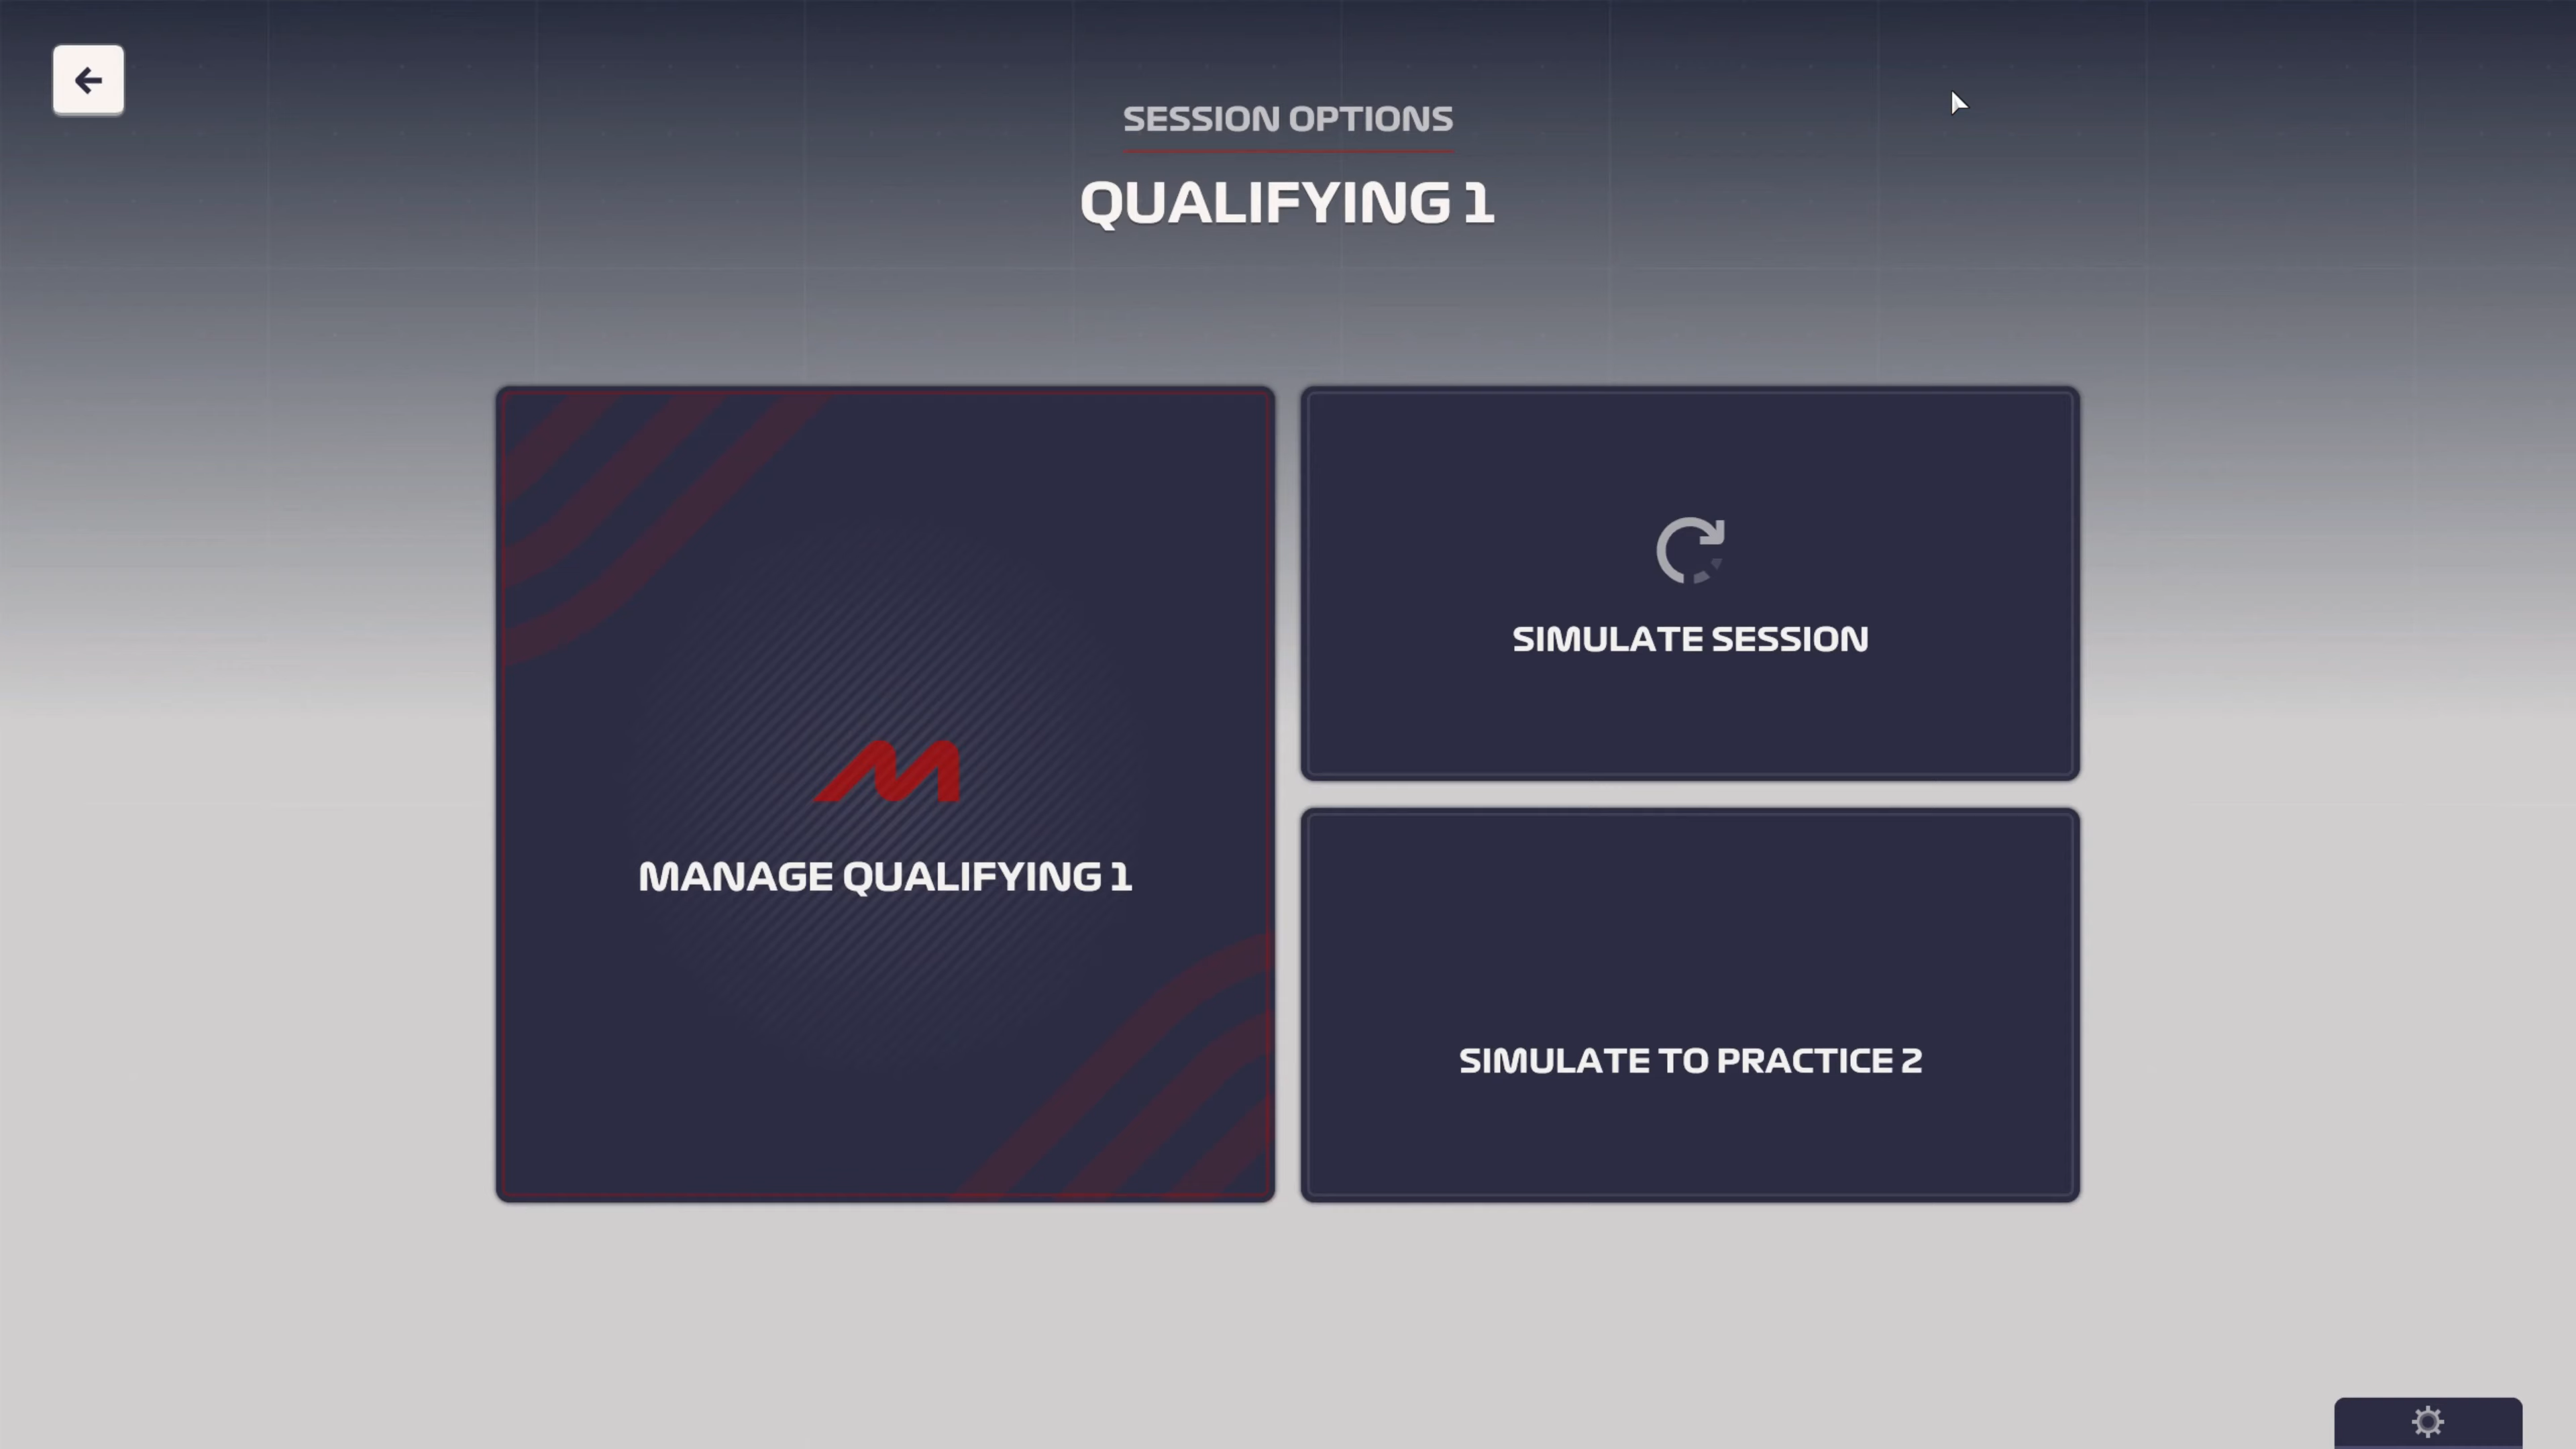 SESSION OPTIONS
QUALIFYING 1
MANAGE QUALIFYING 1
SIMULATE SESSION
SIMULATE TO PRACTICE 2